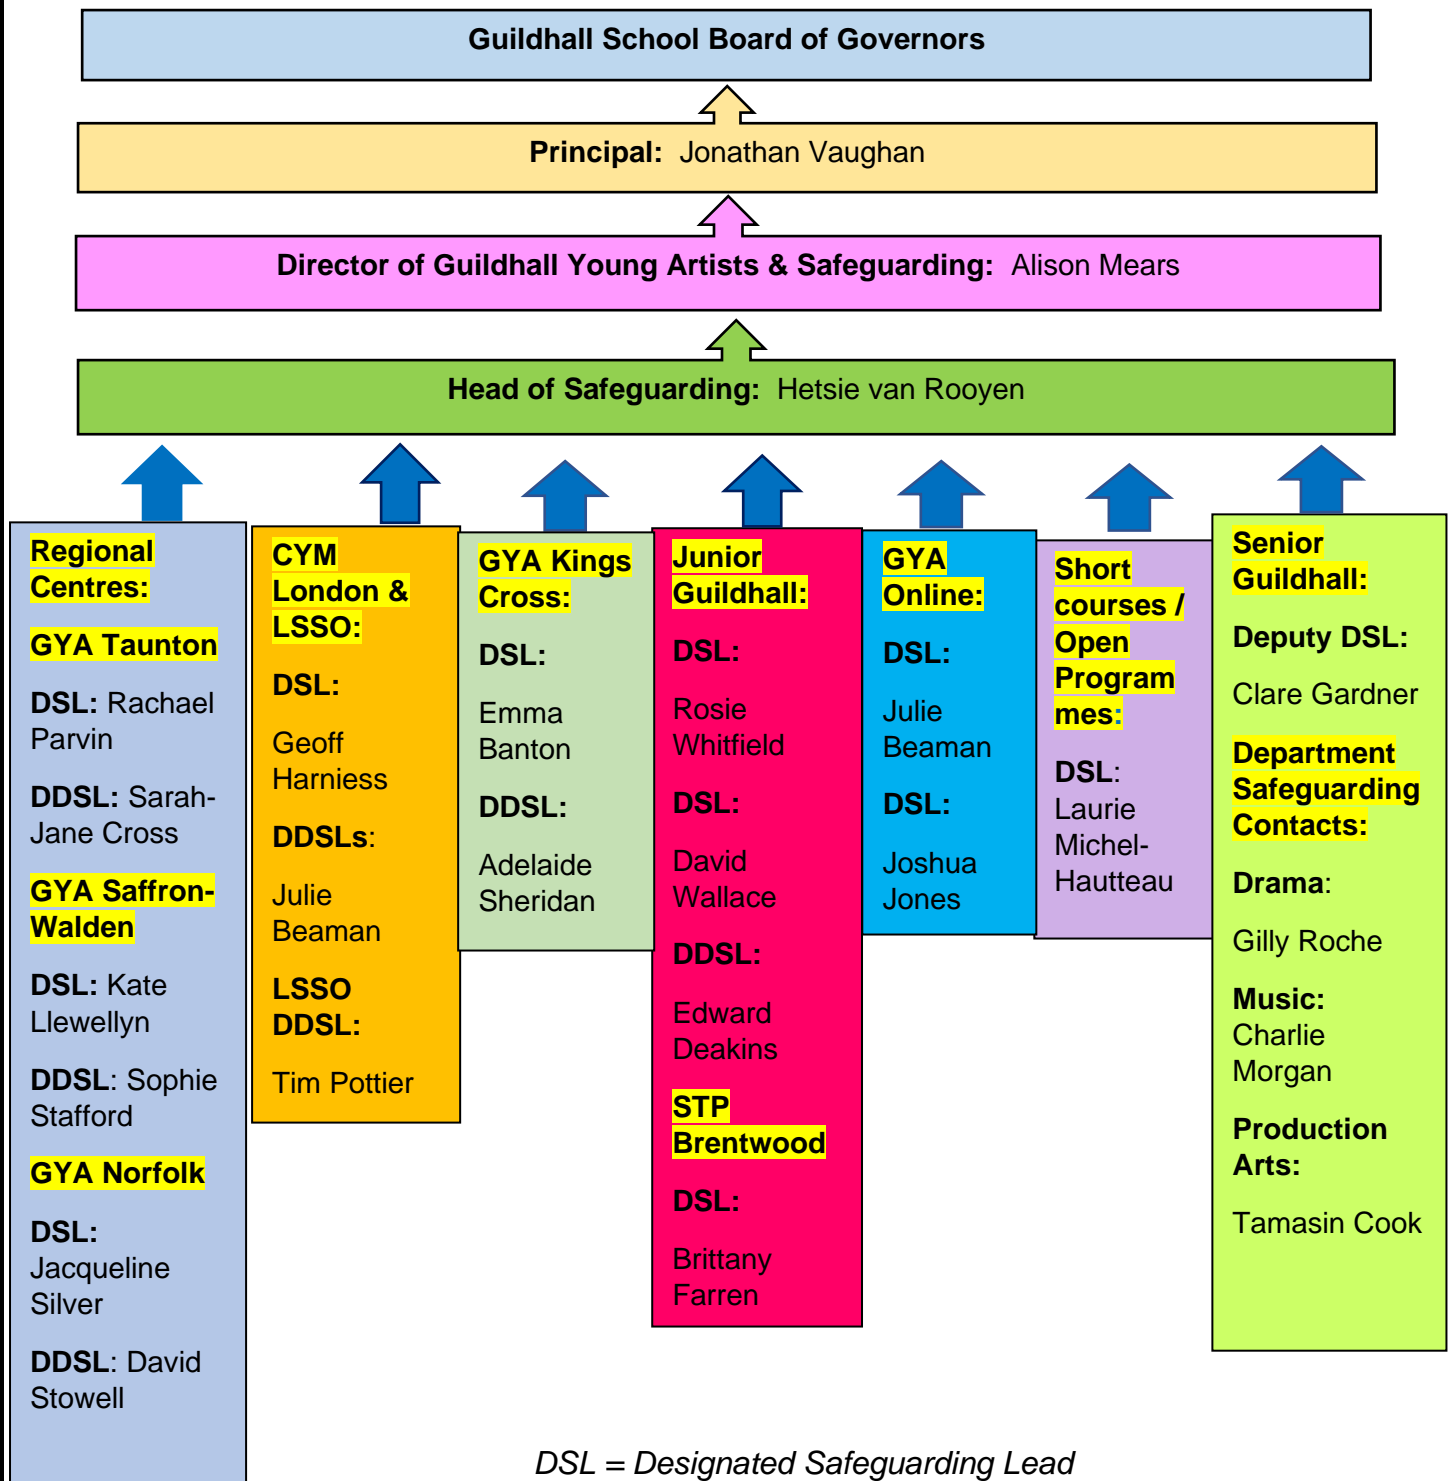 Guildhall School Board of Governors
Principal: Jonathan Vaughan
Director of Guildhall Young Artists & Safeguarding: Alison Mears
Head of Safeguarding: Hetsie van Rooyen
Regional
Centres:
GYA Taunton
DSL: Rachael
Parvin
DDSL: Sarah-
Jane Cross
GYA Saffron-
Walden
DSL: Kate
Llewellyn
DDSL: Sophie
Stafford
GYA Norfolk
DSL:
Jacqueline
Silver
DDSL: David
Stowell
CYM
London &
LSSO:
DSL:
Geoff
Harniess
DDSLs:
Julie
Beaman
LSSO
DDSL:
Tim Pottier
GYA Kings
Cross:
DSL:
Emma
Banton
DDSL:
Adelaide
Sheridan
Junior
Guildhall:
DSL:
Rosie
Whitfield
DSL:
David
Wallace
DDSL:
Edward
Deakins
STP
Brentwood
DSL:
Brittany
Farren
GYA
Online:
DSL:
Julie
Beaman
DSL:
Joshua
Jones
Short
courses /
Open
Program
mes:
DSL:
Laurie
Michel-
Hautteau
Senior
Guildhall:
Deputy DSL:
Clare Gardner
Department
Safeguarding
Contacts:
Drama:
Gilly Roche
Music:
Charlie
Morgan
Production
Arts:
Tamasin Cook
DSL = Designated Safeguarding Lead